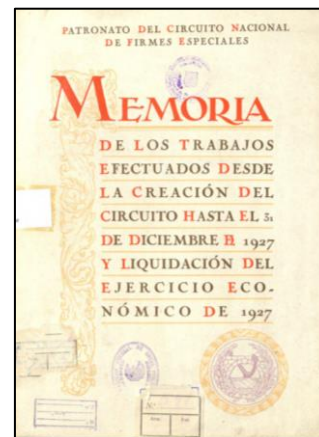 PATRONATO DEL CIRCUITO NACIONAL
DE FIRMES ESPECIALES
MEMORIA
DE LOS TRABAJOS
EFECTUADOS DESDE
LA CREACIÓN DEL
CIRCUITO HASTA EL 31
DE DICIEMBRE DE 1927
Y LIQUIDACIÓN DEL
EJERCICIO ECO-
NÓMICO DE 1927